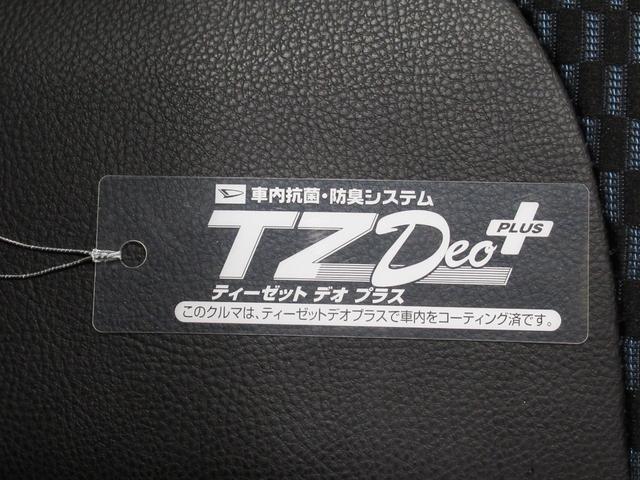 車内抗菌・防臭システム
TZ Deo PLUS
ティーゼット デオ プラス
このクルマは、ティーゼットデオプラスで車内をコーティング済です。